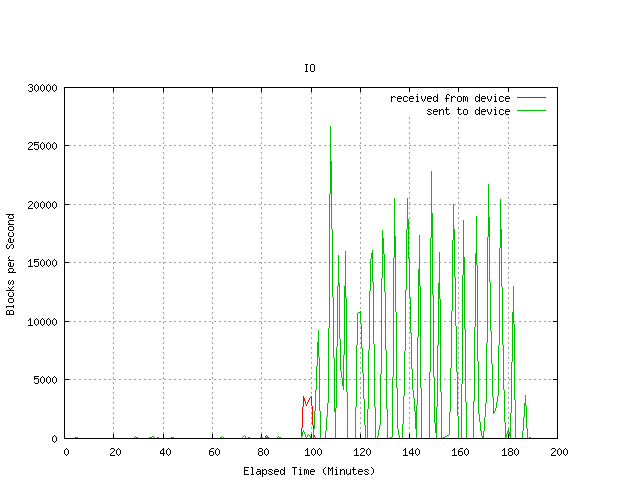 IO
30000
received from device
sent to device
25000
20000
15000
10000
5000
0
Blocks per Second
0 20 40 60 80 100 120 140 160 180 200
Elapsed Time (Minutes)